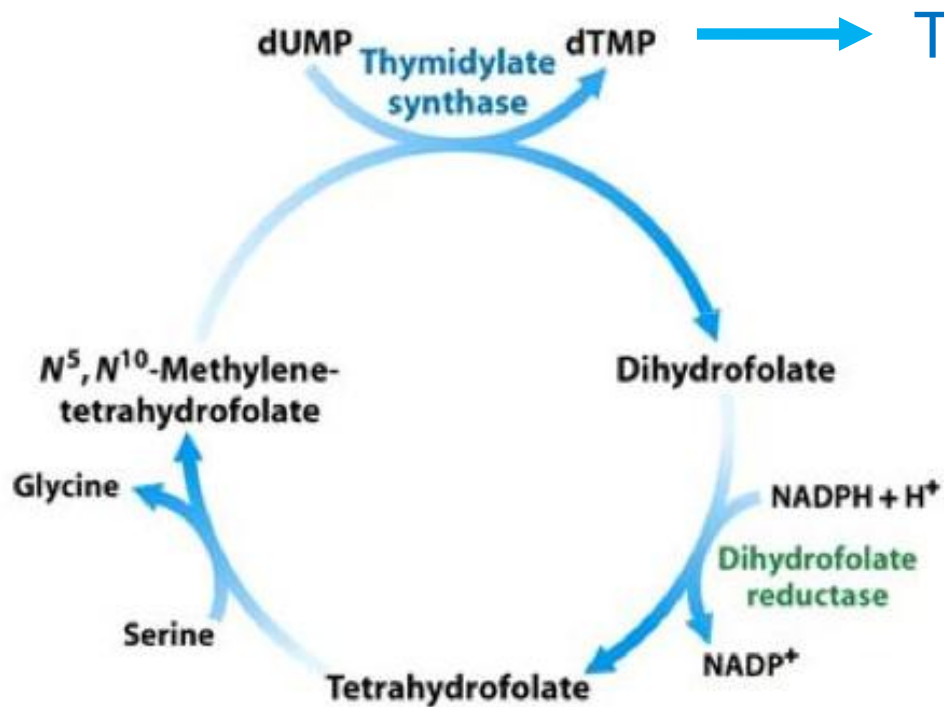 dUMP
Thymidylate
synthase
dTMP
T
N⁵, N¹⁰-Methylene-
tetrahydrofolate
Dihydrofolate
Glycine
NADPH + H⁺
Dihydrofolate
reductase
Serine
NADP⁺
Tetrahydrofolate